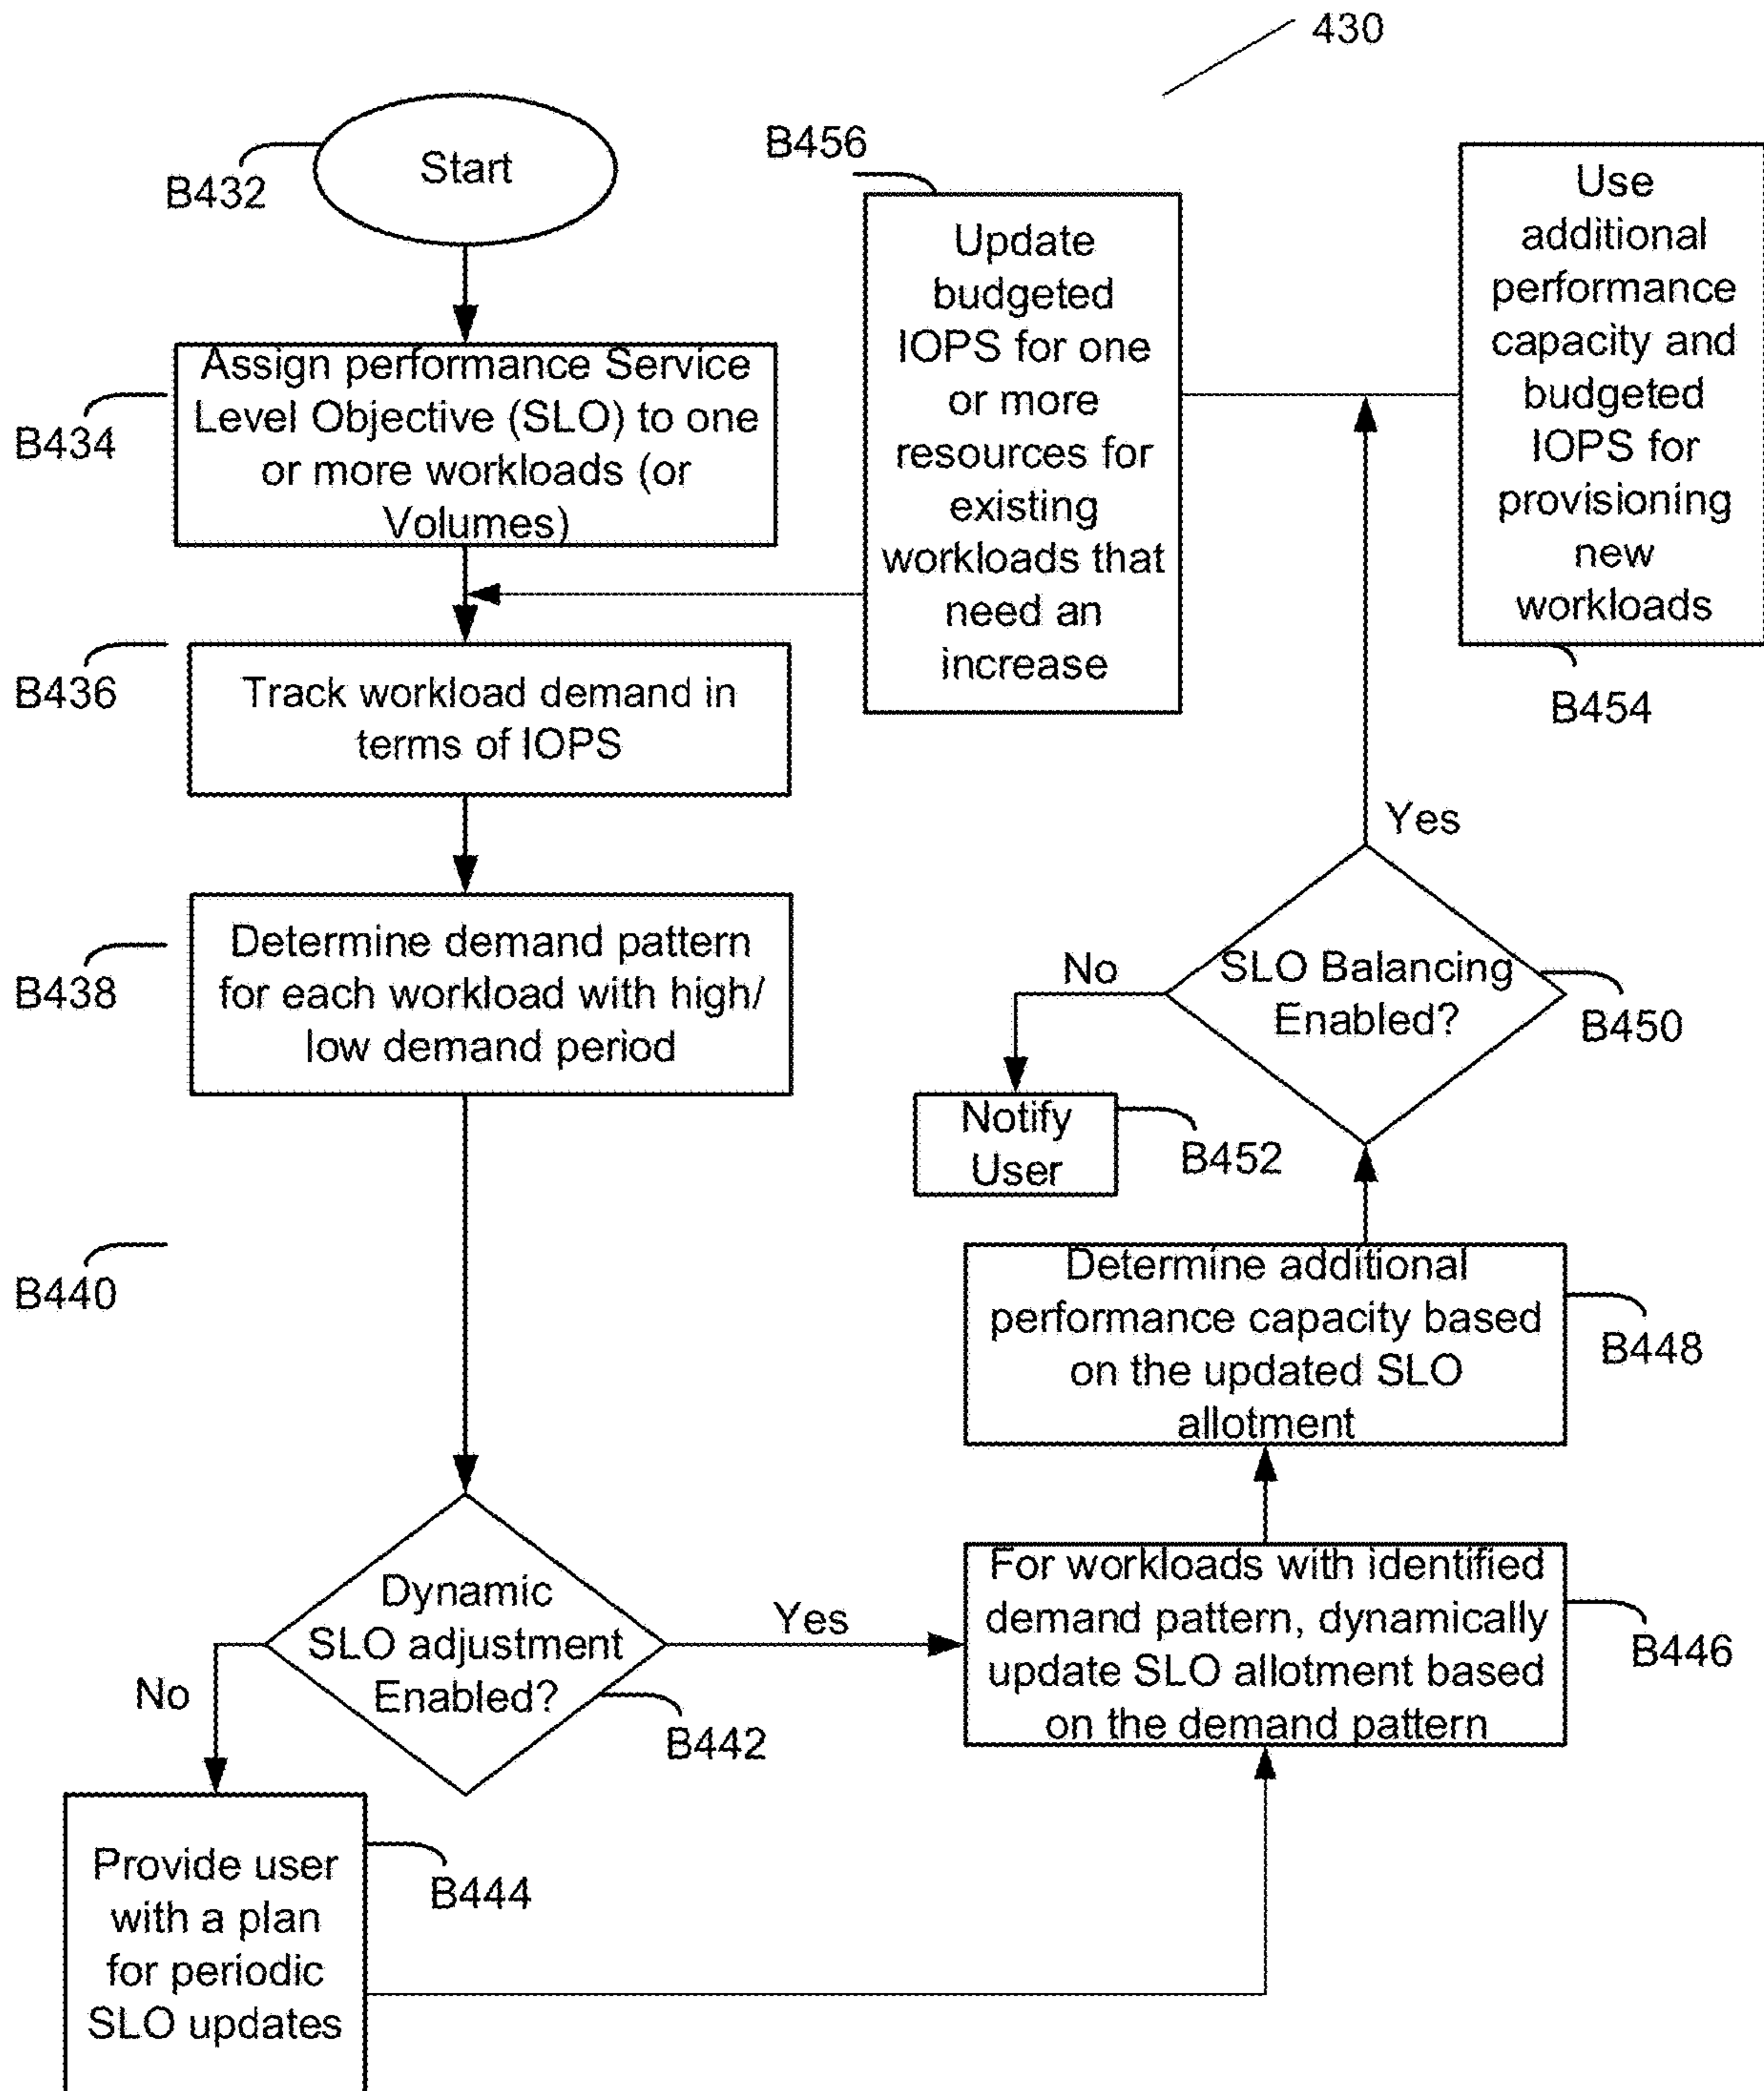 430
B432
Start
B434
Assign performance Service
Level Objective (SLO) to one
or more workloads (or
Volumes)
B436
Track workload demand in
terms of IOPS
B438
Determine demand pattern
for each workload with high/
low demand period
B440
Dynamic
SLO adjustment
Enabled?
B442
No
Yes
Provide user
with a plan
for periodic
SLO updates
B444
For workloads with identified
demand pattern, dynamically
update SLO allotment based
on the demand pattern
B446
Determine additional
performance capacity based
on the updated SLO
allotment
B448
SLO Balancing
Enabled?
B450
No
Notify
User
B452
Yes
Use
additional
performance
capacity and
budgeted
IOPS for
provisioning
new
workloads
B454
B456
Update
budgeted
IOPS for one
or more
resources for
existing
workloads that
need an
increase